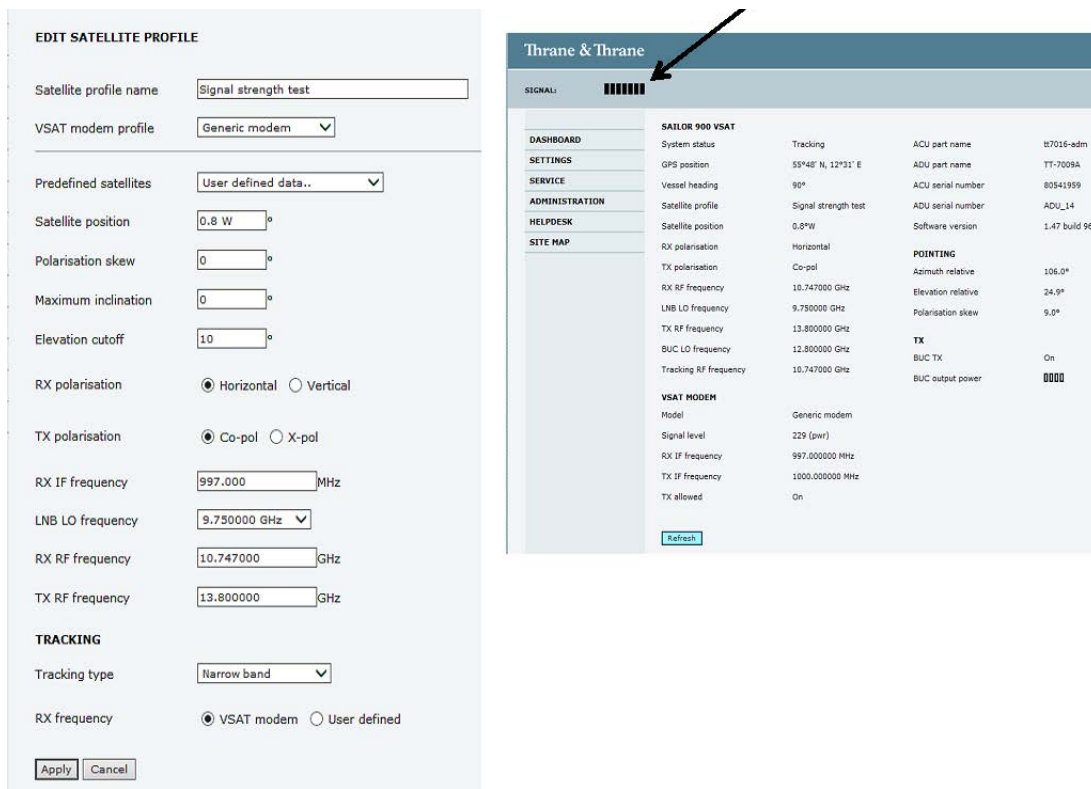 EDIT SATELLITE PROFILE
Satellite profile name Signal strength test
VSAT modem profile Generic modem
Predefined satellites User defined data..
Satellite position 0.8 W °
Polarisation skew 0 °
Maximum inclination 0 °
Elevation cutoff 10 °
RX polarisation Horizontal Vertical
TX polarisation Co-pol X-pol
RX IF frequency 997.000 MHz
LNB LO frequency 9.750000 GHz
RX RF frequency 10.747000 GHz
TX RF frequency 13.800000 GHz
TRACKING
Tracking type Narrow band
RX frequency VSAT modem User defined
Apply Cancel
Thrane & Thrane
SIGNAL:
DASHBOARD
SETTINGS
SERVICE
ADMINISTRATION
HELPDESK
SITE MAP
SAILOR 900 VSAT
System status Tracking
GPS position 55°48' N, 12°31' E
Vessel heading 90°
Satellite profile Signal strength test
Satellite position 0.8°W
RX polarisation Horizontal
TX polarisation Co-pol
RX RF frequency 10.747000 GHz
LNB LO frequency 9.750000 GHz
TX RF frequency 13.800000 GHz
BUC LO frequency 12.800000 GHz
Tracking RF frequency 10.747000 GHz
VSAT MODEM
Model Generic modem
Signal level 229 (pwr)
RX IF frequency 997.000000 MHz
TX IF frequency 1000.000000 MHz
TX allowed On
Refresh
ACU part name tt7016-adm
ADU part name TT-7009A
ACU serial number 80541959
ADU serial number ADU_14
Software version 1.47 build 96
POINTING
Azimuth relative 106.0°
Elevation relative 24.9°
Polarisation skew 9.0°
TX
BUC TX On
BUC output power